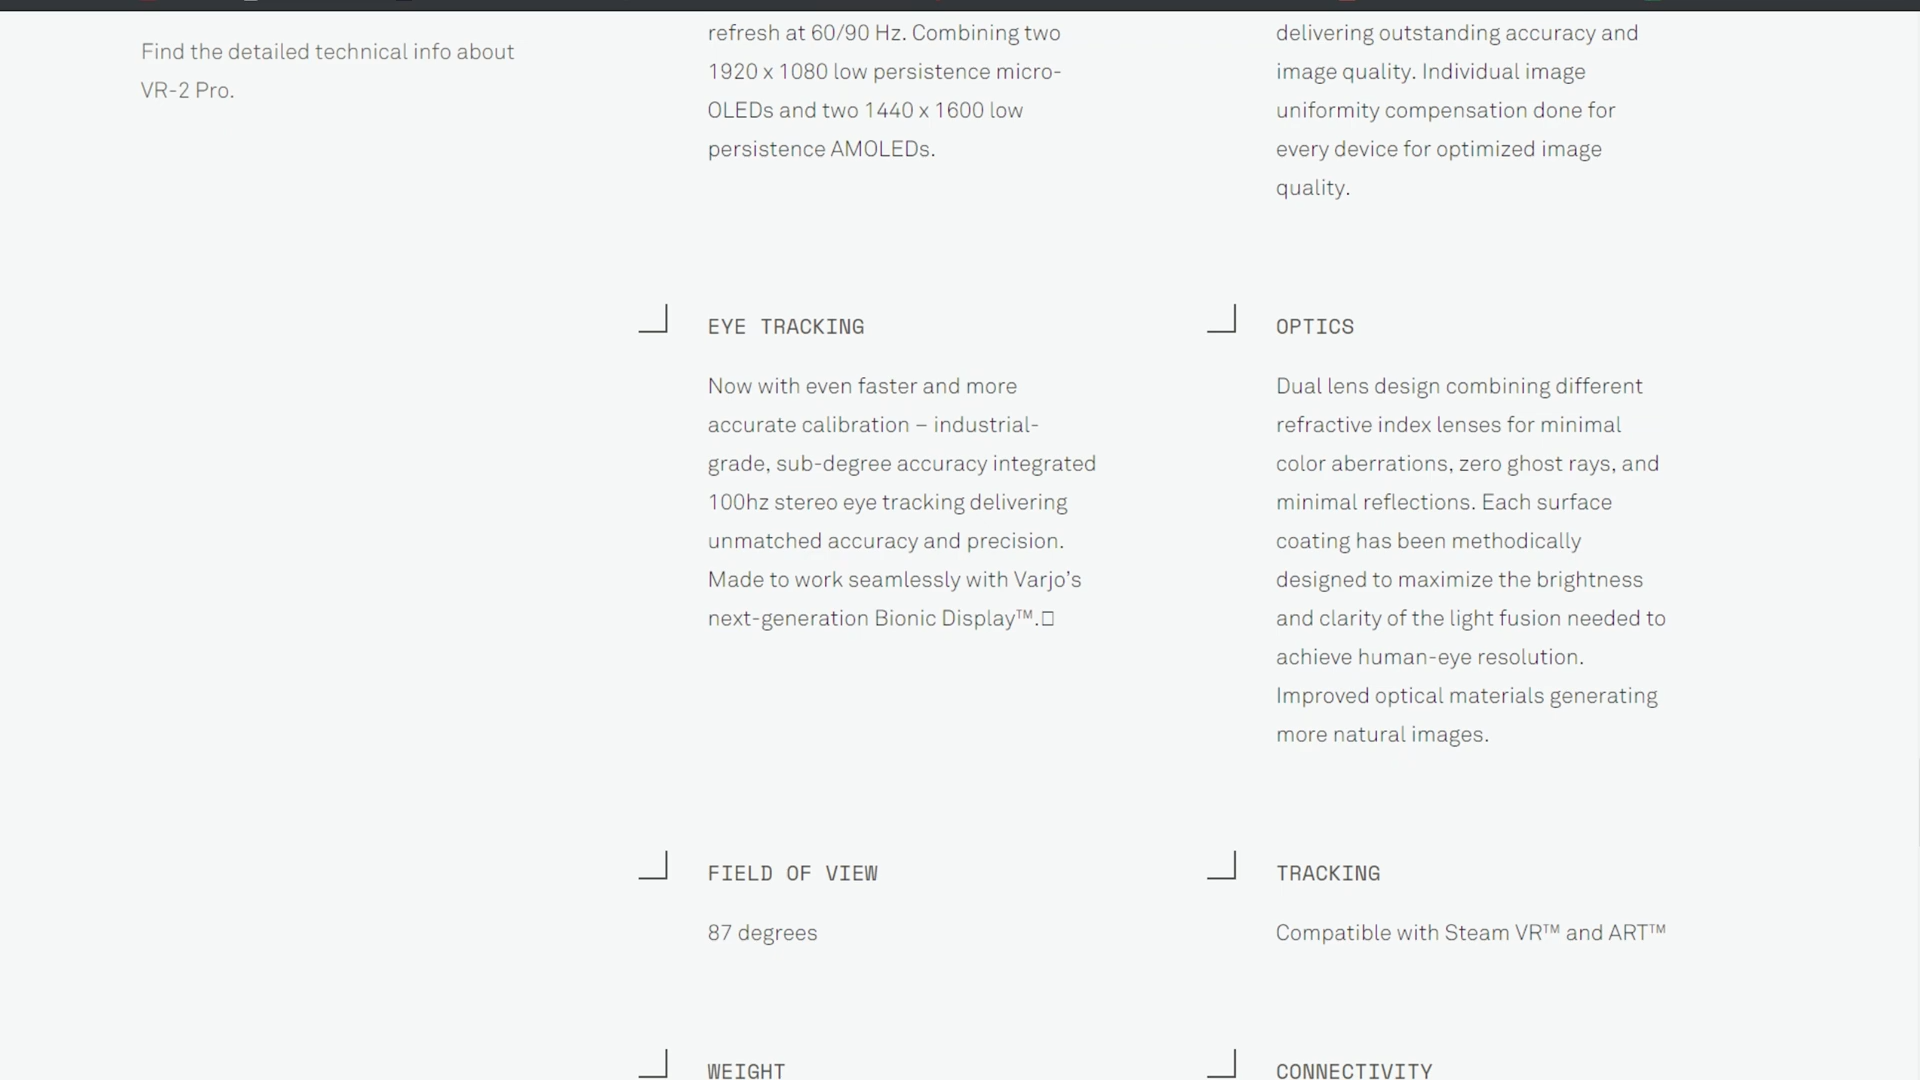 Find the detailed technical info about
VR-2 Pro.
refresh at 60/90 Hz. Combining two
1920 x 1080 low persistence micro-
OLEDs and two 1440 x 1600 low
persistence AMOLEDs.
delivering outstanding accuracy and
image quality. Individual image
uniformity compensation done for
every device for optimized image
quality.
EYE TRACKING
Now with even faster and more
accurate calibration – industrial-
grade, sub-degree accuracy integrated
100hz stereo eye tracking delivering
unmatched accuracy and precision.
Made to work seamlessly with Varjo’s
next-generation Bionic Display™.
OPTICS
Dual lens design combining different
refractive index lenses for minimal
color aberrations, zero ghost rays, and
minimal reflections. Each surface
coating has been methodically
designed to maximize the brightness
and clarity of the light fusion needed to
achieve human-eye resolution.
Improved optical materials generating
more natural images.
FIELD OF VIEW
87 degrees
TRACKING
Compatible with Steam VR™ and ART™
WEIGHT
CONNECTIVITY